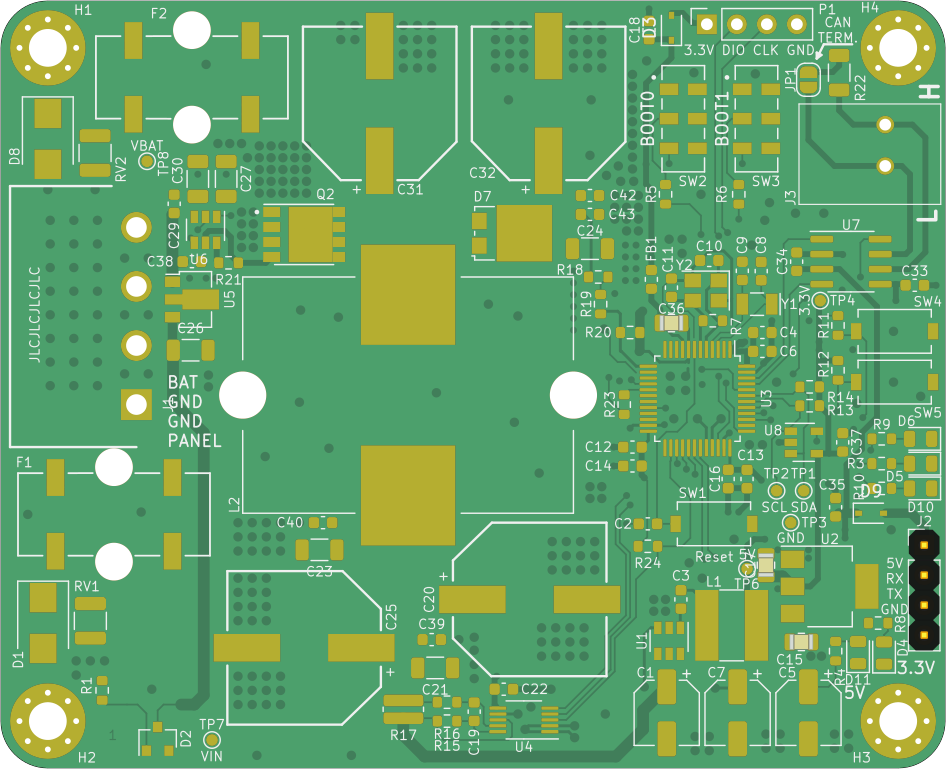 H1
F2
C18
D3
P1
CAN
TERM.
H4
3.3V DIO CLK GND
JP1
R22
H
BOOT0
BOOT1
D8
RV2
VBAT
TP8
C30
C27
C31
C32
SW2
SW3
J3
L
R5
R6
C42
C43
D7
C24
Q2
C29
C38
U6
R21
U5
C26
R18
R19
R20
FB1
C11
Y2
C10
C9
C8
C34
U7
C33
C36
R7
Y1
3.3V
TP4
SW4
R11
C4
C6
R12
JLCJLCJLCJLC
J1
BAT
GND
GND
PANEL
R23
U3
R14
R13
SW5
U8
C37
R9
D6
C12
C14
C13
C16
R3
D5
R10
D9
D10
TP2
TP1
SCL
SDA
C35
TP3
GND
F1
L2
C40
C23
SW1
C2
R24
Reset
5V
TP6
U2
J2
5V
RX
TX
GND
RV1
D1
C25
C20
C39
C21
C22
C3
L1
U1
C15
R8
R4
D4
D11
3.3V
5V
C1
C7
C5
R1
D2
TP7
VIN
R17
R16
R15
C19
U4
H2
H3
1
+
+
+
+
+
+
+